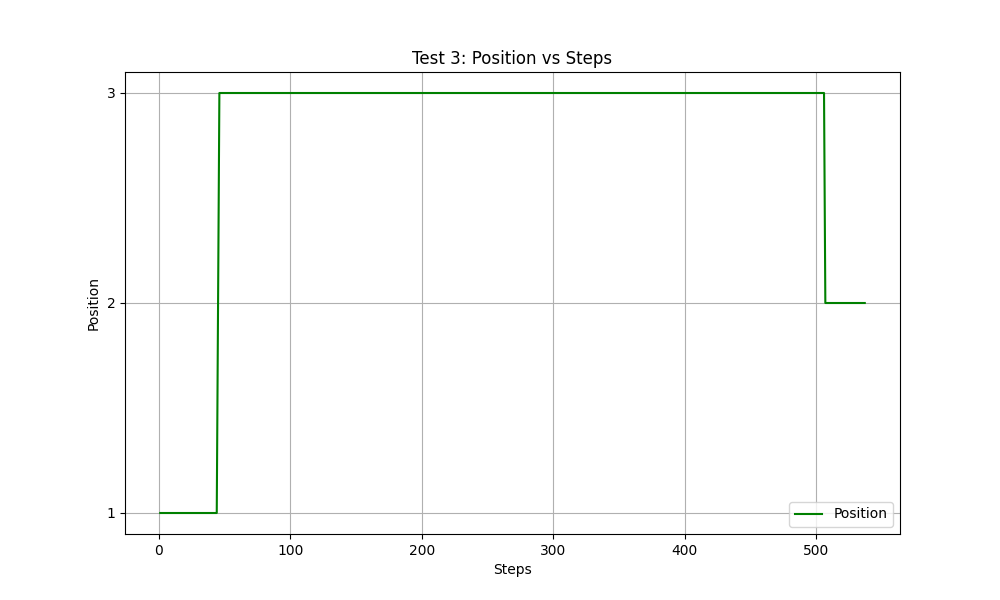 Test 3: Position vs Steps
3
2
1
Position
0 100 200 300 400 500
Steps
Position